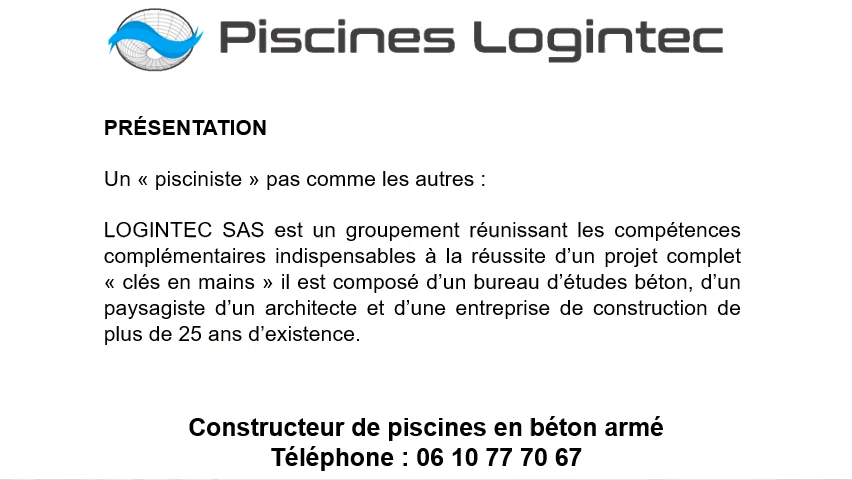 Piscines Logintec
PRÉSENTATION
Un « pisciniste » pas comme les autres :
LOGINTEC SAS est un groupement réunissant les compétences
complémentaires indispensables à la réussite d’un projet complet
« clés en mains » il est composé d’un bureau d’études béton, d’un
paysagiste d’un architecte et d’une entreprise de construction de
plus de 25 ans d’existence.
Constructeur de piscines en béton armé
Téléphone : 06 10 77 70 67